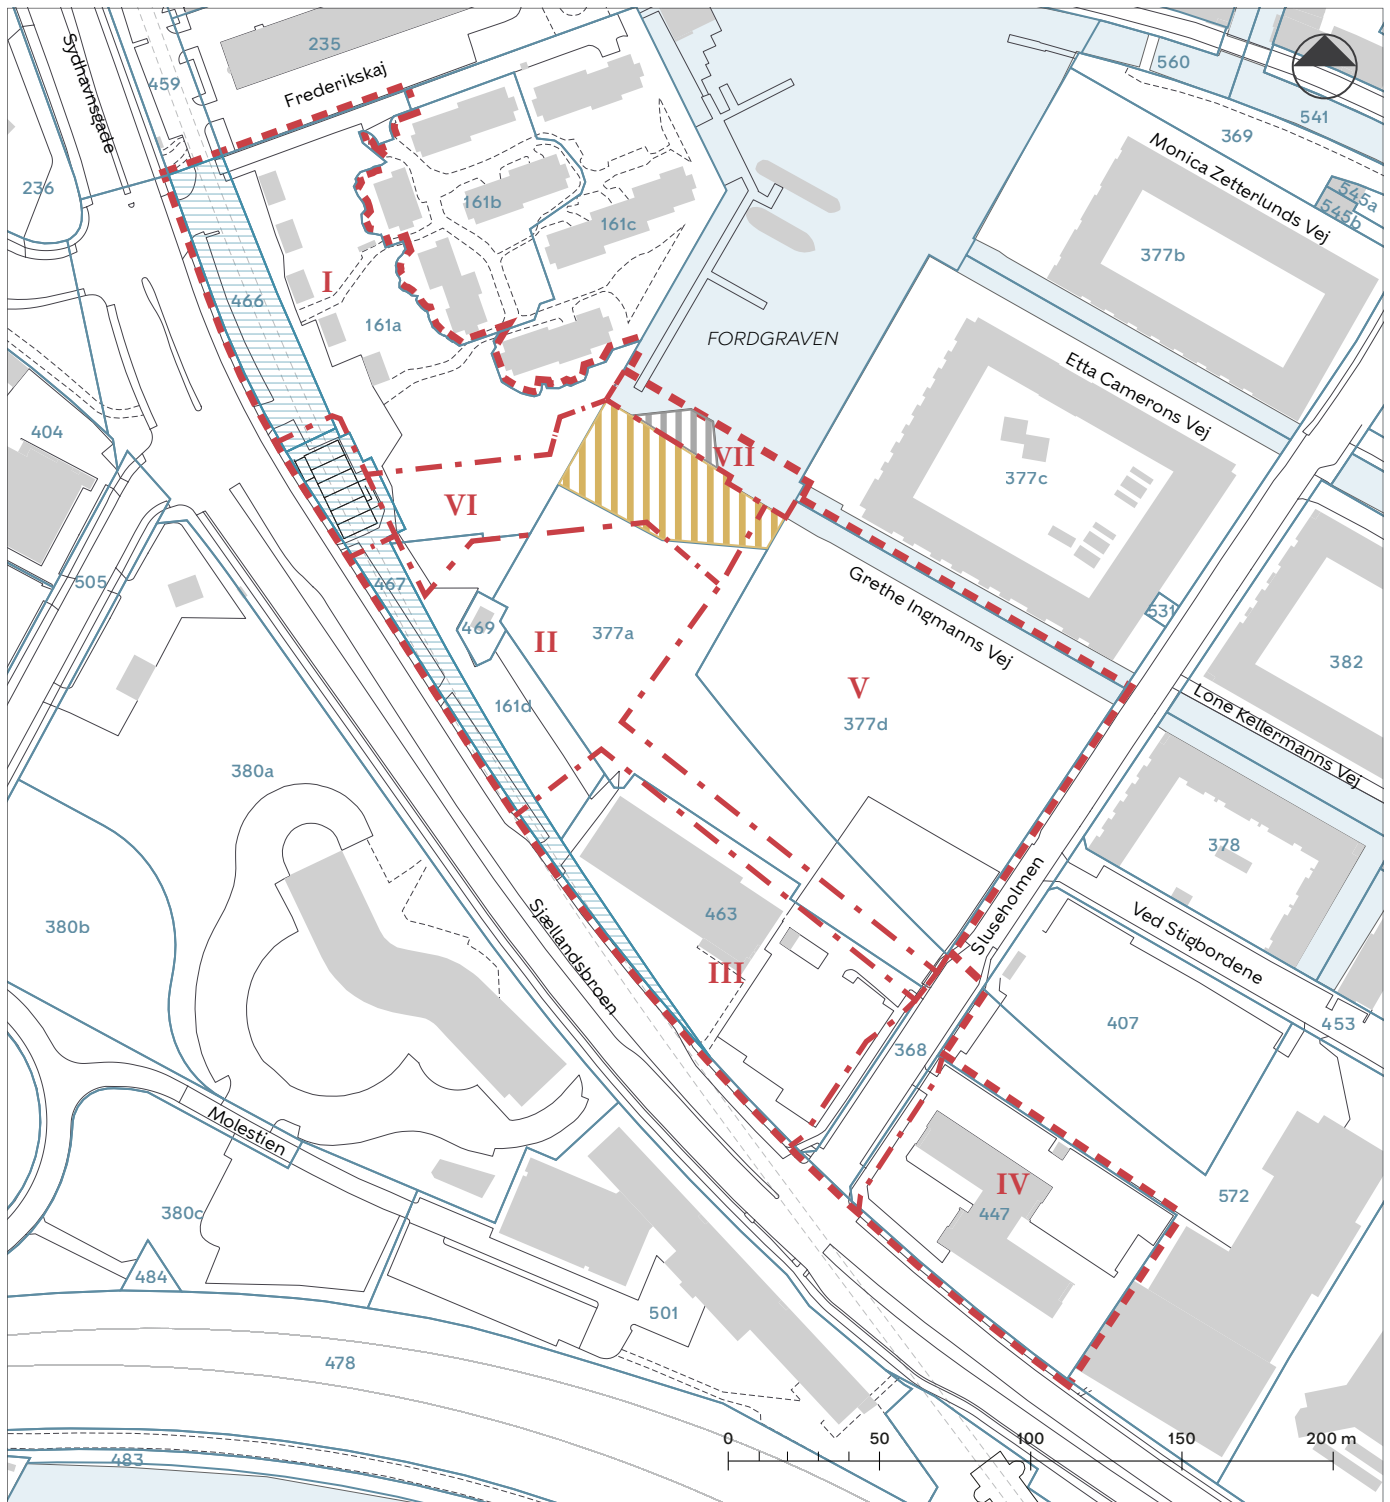 Sydhavnsgade
459
235
Frederikskaj
560
541
369
Monica Zetterlunds Vej
545a
545b
236
161b
161c
377b
I
466
161a
FORDGRAVEN
Etta Camerons Vej
404
VII
377c
VI
505
467
Grethe Ingmanns Vej
531
469
II
377a
382
V
161d
377d
Lone Kellermanns Vej
380a
378
Sjællandsbroen
463
Sluseholmen
Ved Stigbordene
380b
III
407
453
368
Molestien
IV
572
447
380c
484
501
478
483
0 50 100 150 200 m